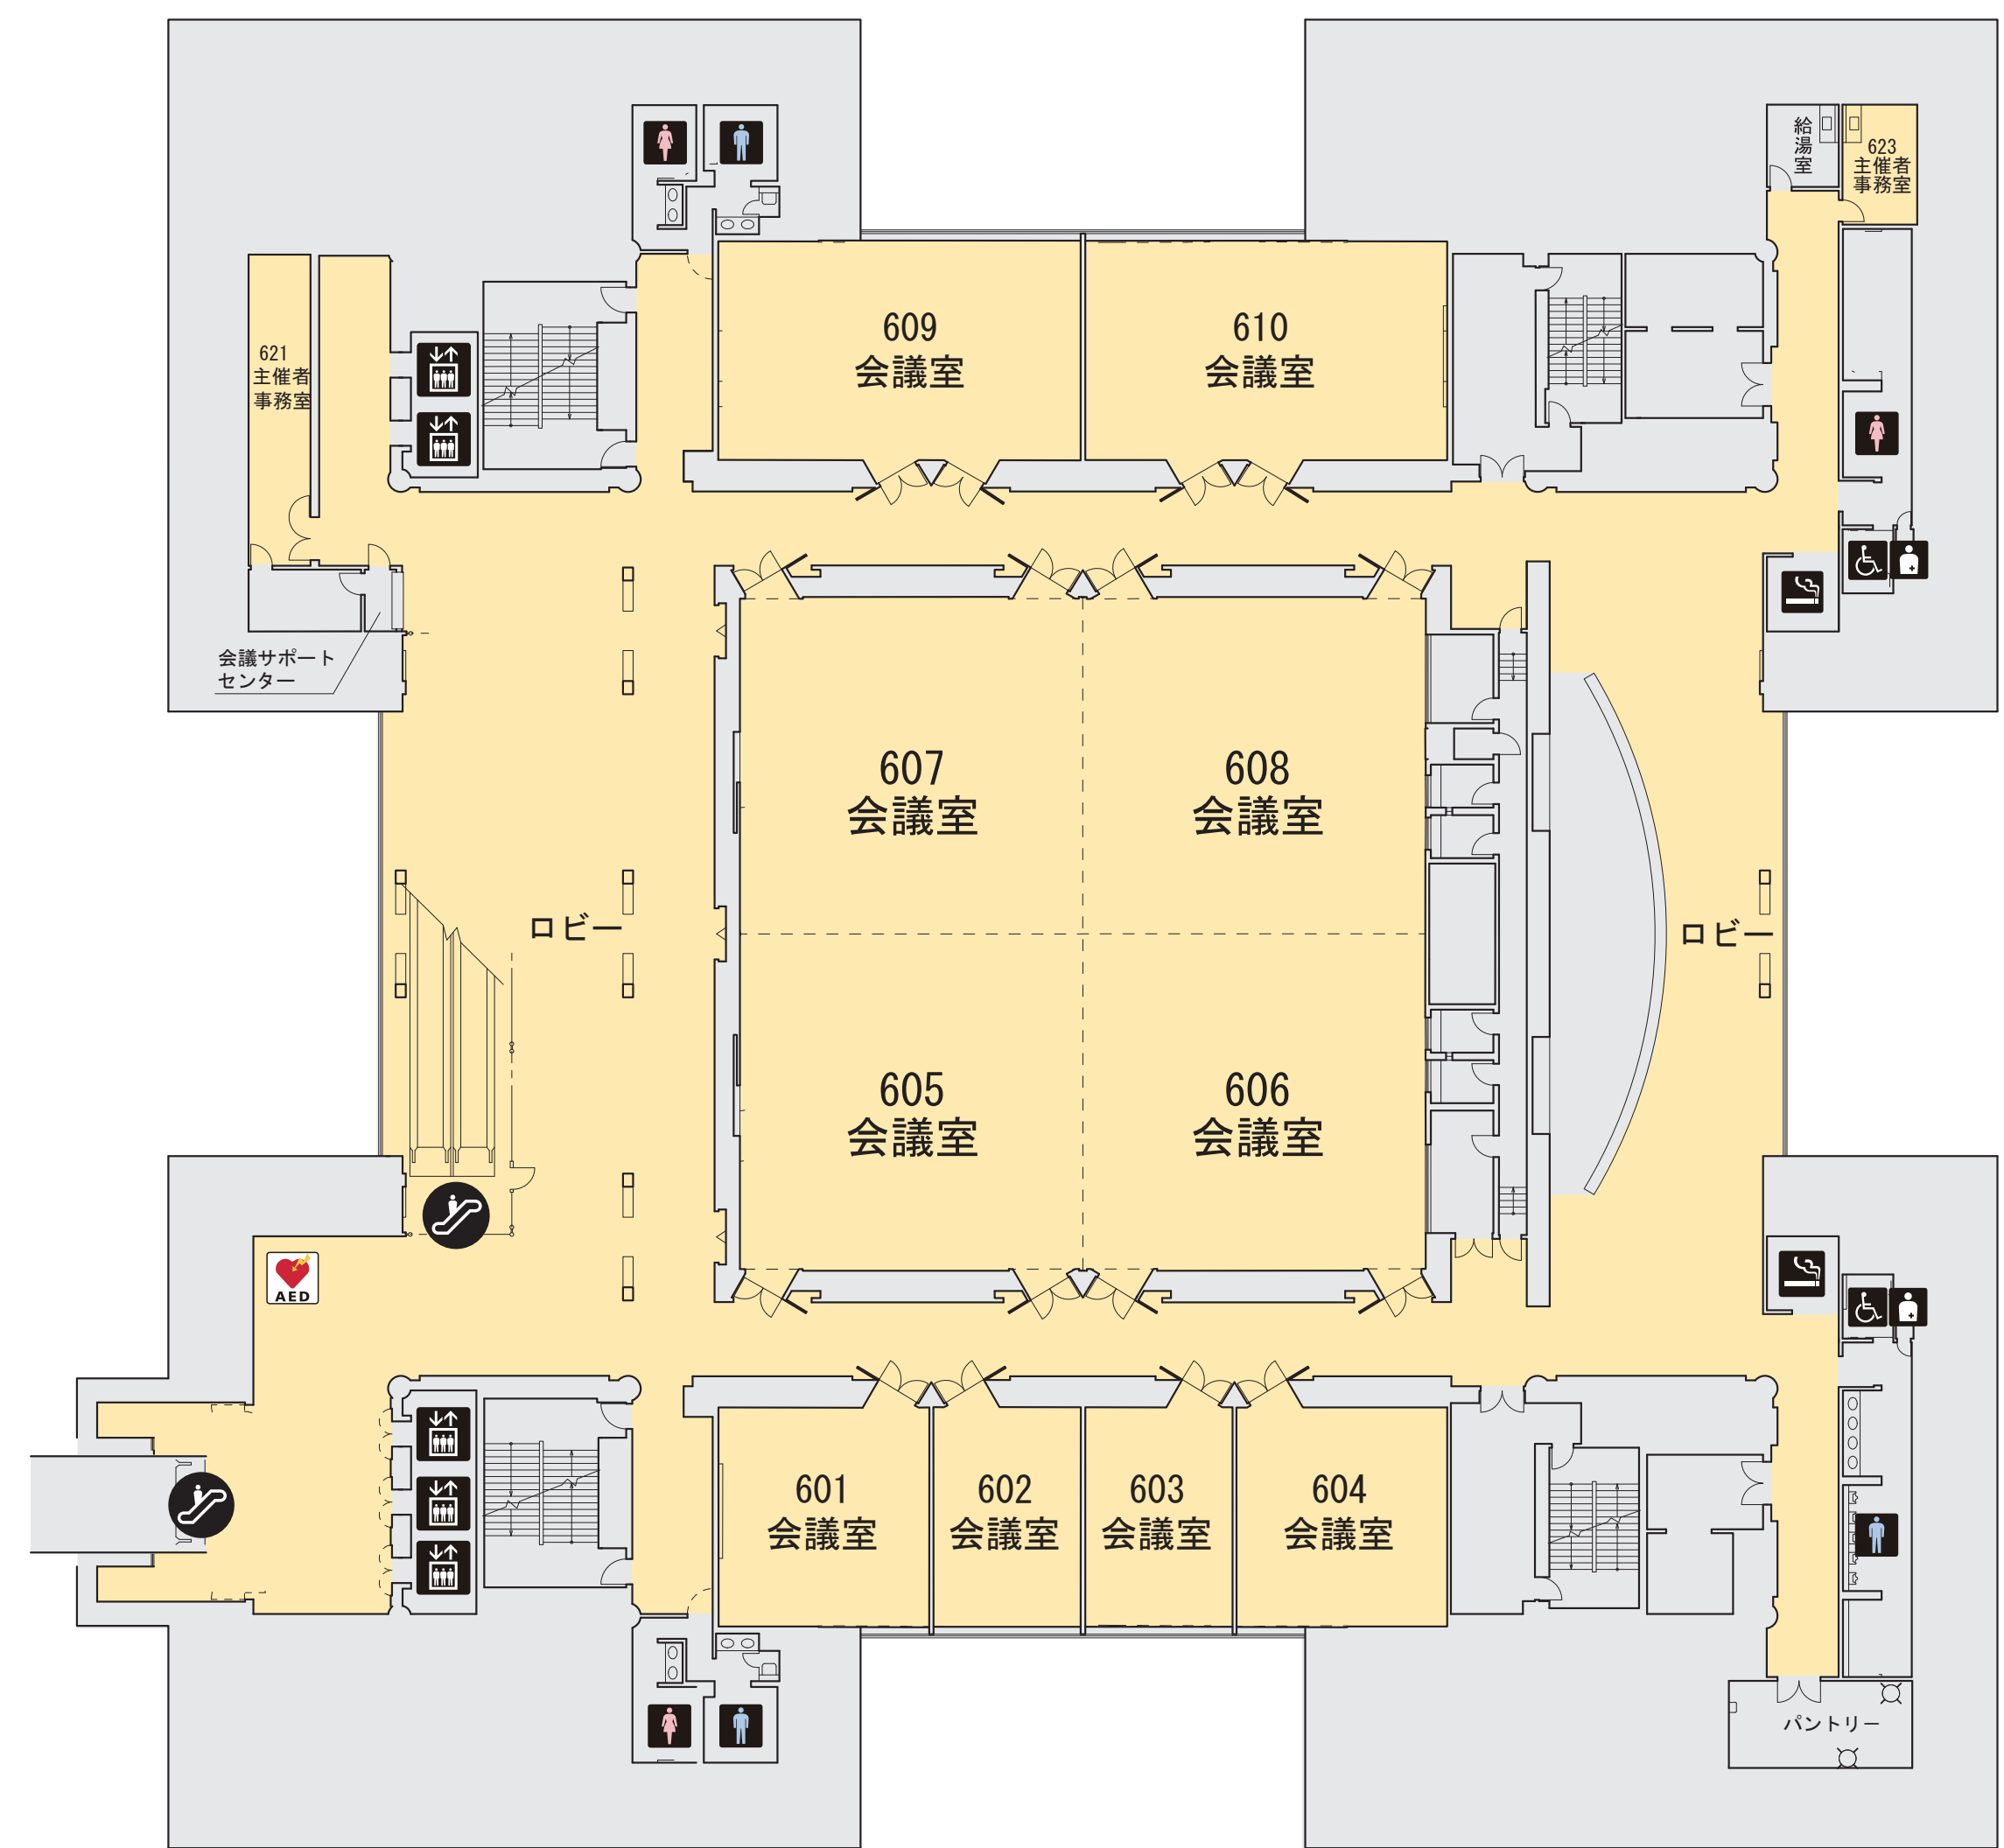 給湯室
623
主催者
事務室
609
会議室
610
会議室
621
主催者
事務室
会議サポート
センター
607
会議室
608
会議室
ロビー
ロビー
605
会議室
606
会議室
AED
601
会議室
602
会議室
603
会議室
604
会議室
パントリー